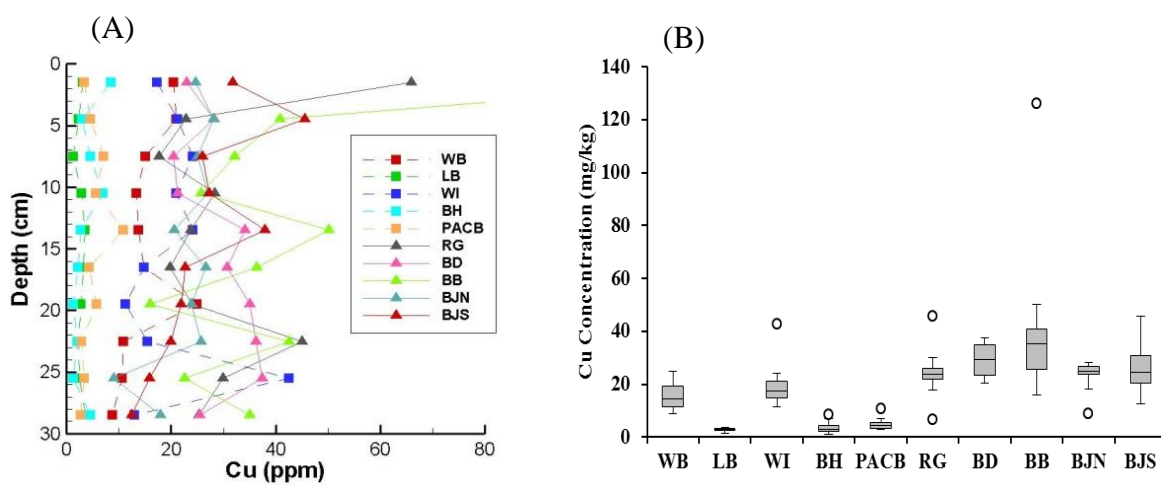 (A)
0
5
10
15
20
25
30
Depth (cm)
0 20 40 60 80
Cu (ppm)
WB
LB
WI
BH
PACB
RG
BD
BB
BJN
BJS
(B)
140
120
100
80
60
40
20
0
Cu Concentration (mg/kg)
WB LB WI BH PACB RG BD BB BJN BJS